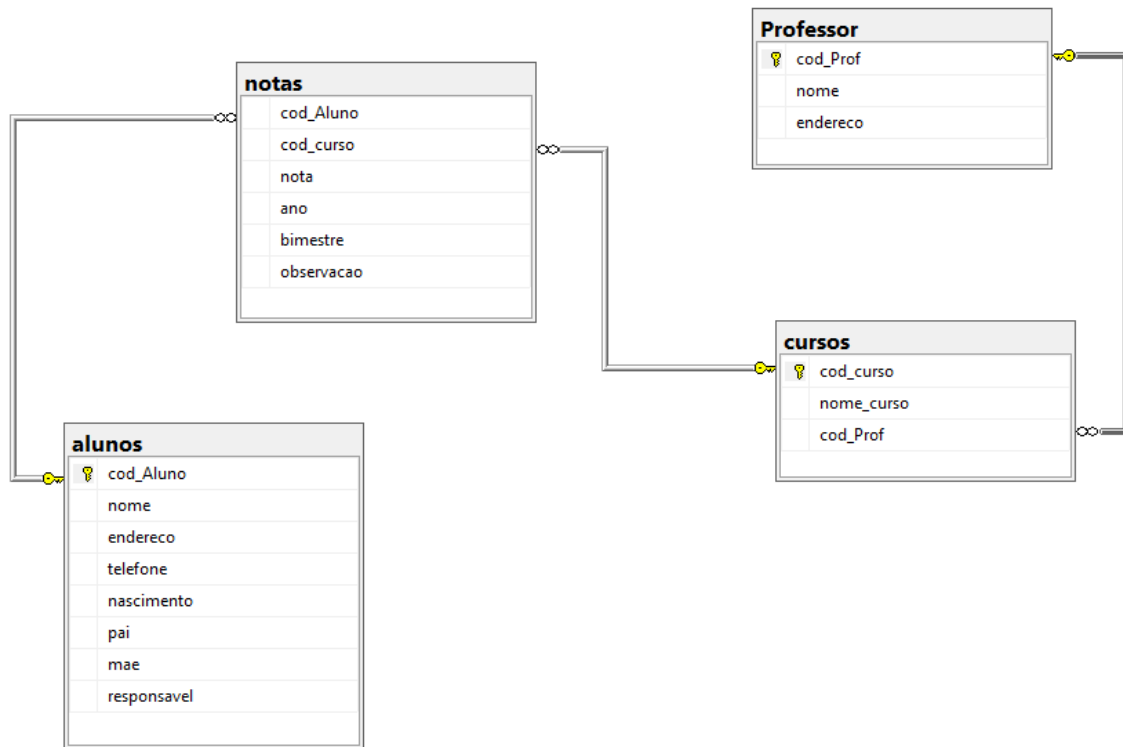 Professor
cod_Prof
nome
endereco
notas
cod_Aluno
cod_curso
nota
ano
bimestre
observacao
cursos
cod_curso
nome_curso
cod_Prof
alunos
cod_Aluno
nome
endereco
telefone
nascimento
pai
mae
responsavel